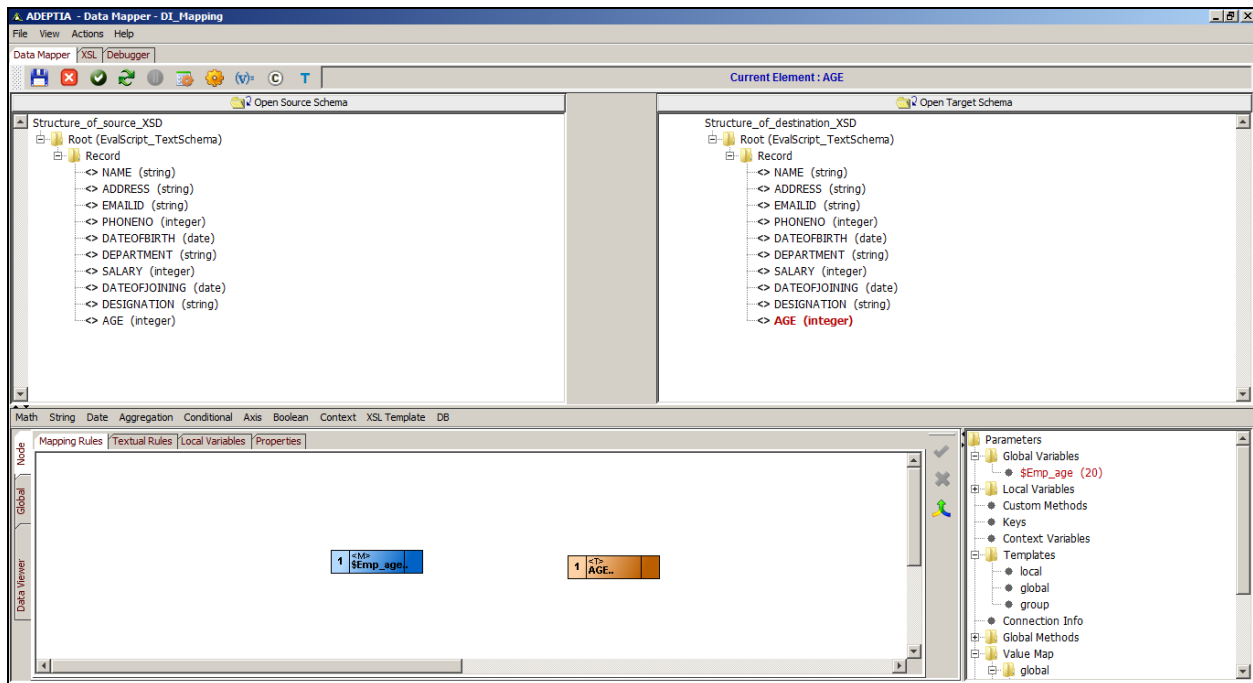 ADEPTIA - Data Mapper - DI_Mapping
File View Actions Help
Data Mapper XSL Debugger
(v)= C T Current Element : AGE
Open Source Schema
Structure_of_source_XSD
Root (EvalScript_TextSchema)
Record
<> NAME (string)
<> ADDRESS (string)
<> EMAILID (string)
<> PHONENO (integer)
<> DATEOFBIRTH (date)
<> DEPARTMENT (string)
<> SALARY (integer)
<> DATEOFJOINING (date)
<> DESIGNATION (string)
<> AGE (integer)
Open Target Schema
Structure_of_destination_XSD
Root (EvalScript_TextSchema)
Record
<> NAME (string)
<> ADDRESS (string)
<> EMAILID (string)
<> PHONENO (integer)
<> DATEOFBIRTH (date)
<> DEPARTMENT (string)
<> SALARY (integer)
<> DATEOFJOINING (date)
<> DESIGNATION (string)
<> AGE (integer)
Math String Date Aggregation Conditional Axis Boolean Context XSL Template DB
Node
Global
Data Viewer
Mapping Rules Textual Rules Local Variables Properties
1 <M>
$Emp_age..
1 <T>
AGE..
Parameters
Global Variables
$Emp_age (20)
Local Variables
Custom Methods
Keys
Context Variables
Templates
local
global
group
Connection Info
Global Methods
Value Map
global